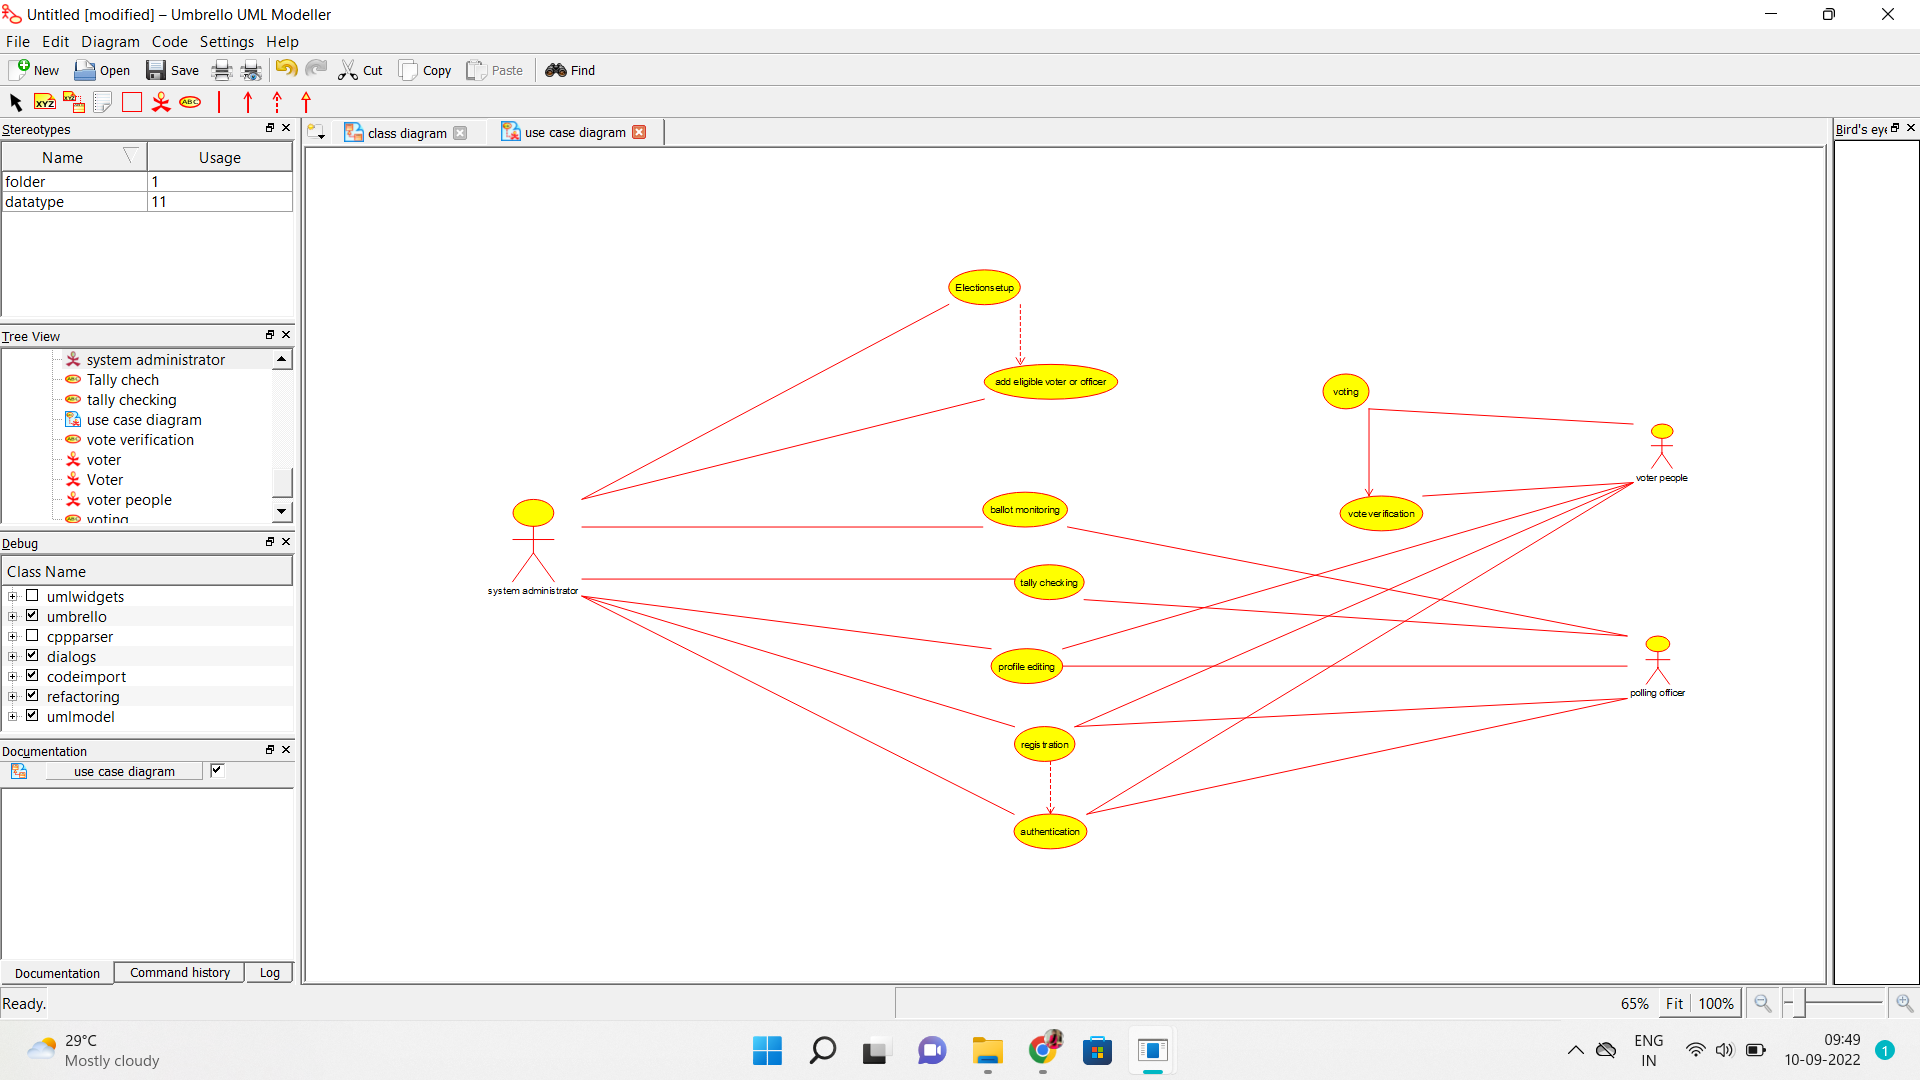 Untitled [modified] – Umbrello UML Modeller
File Edit Diagram Code Settings Help
New Open Save Cut Copy Paste Find
XYZ XYZ ABC
Stereotypes
Name Usage
folder 1
datatype 11
Tree View
system administrator
Tally chech
tally checking
use case diagram
vote verification
voter
Voter
voter people
voting
Debug
Class Name
umlwidgets
umbrello
cppparser
dialogs
codeimport
refactoring
umlmodel
Documentation
use case diagram
Documentation Command history Log
class diagram use case diagram
Electionsetup
add eligible voter or officer
voting
voter people
ballot monitoring
vote verification
system administrator
tally checking
profile editing
polling officer
registration
authentication
Bird's eye
Ready.
65% Fit 100%
29°C
Mostly cloudy
ENG
IN
09:49
10-09-2022
1